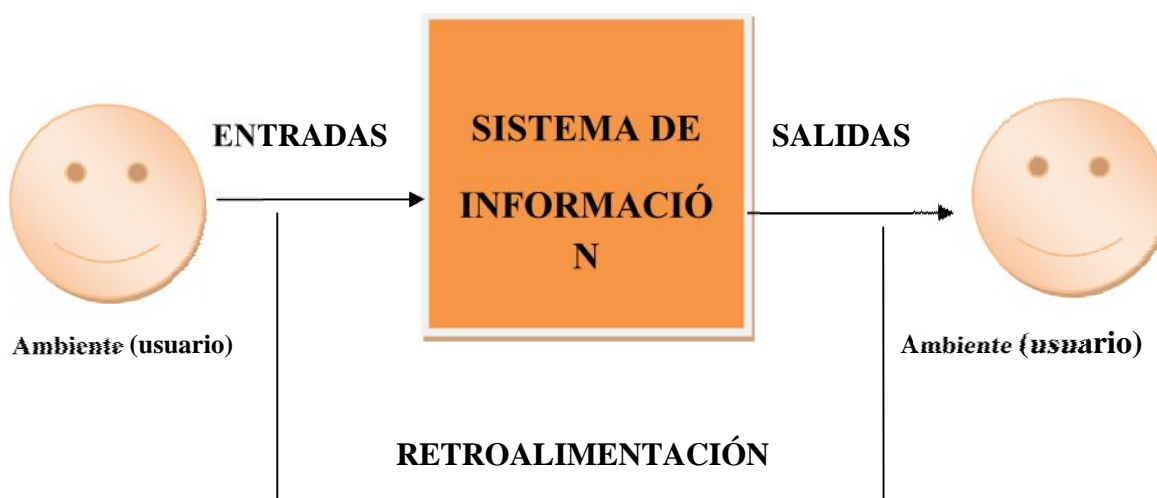 ENTRADAS
SISTEMA DE
INFORMACIÓ
N
SALIDAS
Ambiente (usuario)
Ambiente (usuario)
RETROALIMENTACIÓN